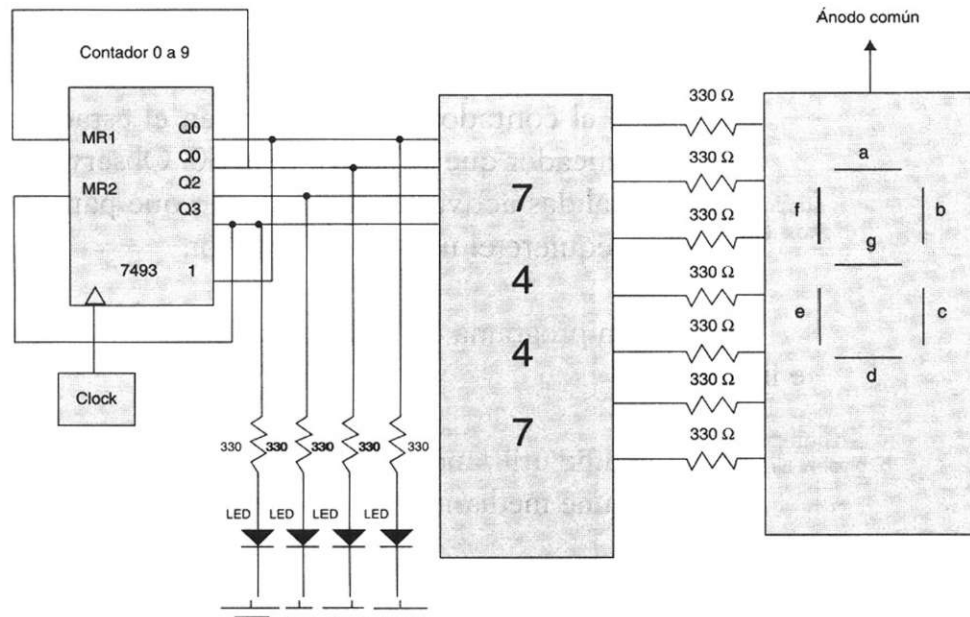 Ánodo común
Contador 0 a 9
MR1
Q0
Q0
MR2
Q2
Q3
7493 1
Clock
7
4
4
7
330 Ω
330 Ω
330 Ω
330 Ω
330 Ω
330 Ω
330 Ω
a
f
b
g
e
c
d
330
330
330
330
LED
LED
LED
LED